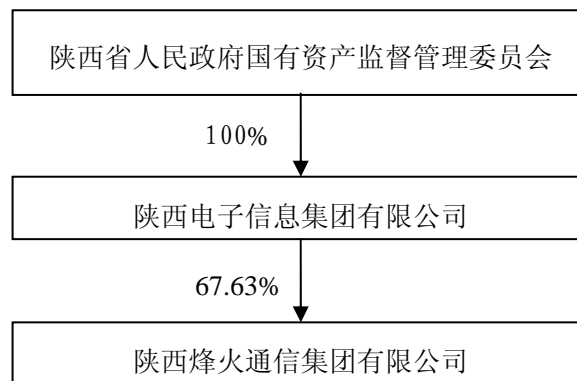 陕西省人民政府国有资产监督管理委员会
100%
陕西电子信息集团有限公司
67.63%
陕西烽火通信集团有限公司